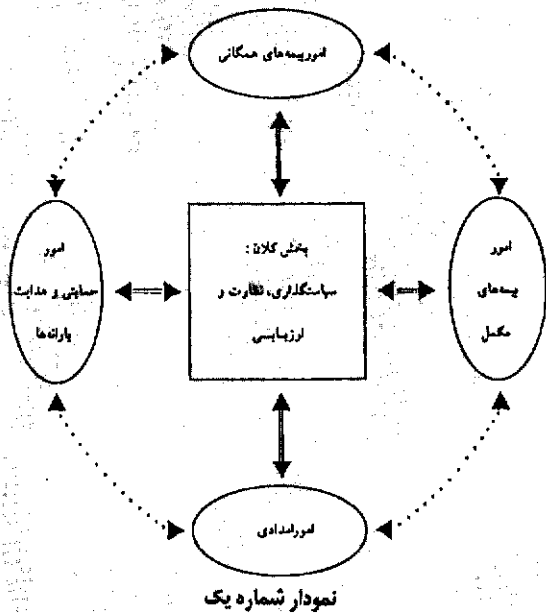 امور بیمه‌های همگانی
امور
بیمه‌های
مکمل
بخش کلان :
سیاستگذاری، نظارت و
ارزیابی
امور
حمایتی و هدایت
یارانه‌ها
امور امدادی
نمودار شماره یک